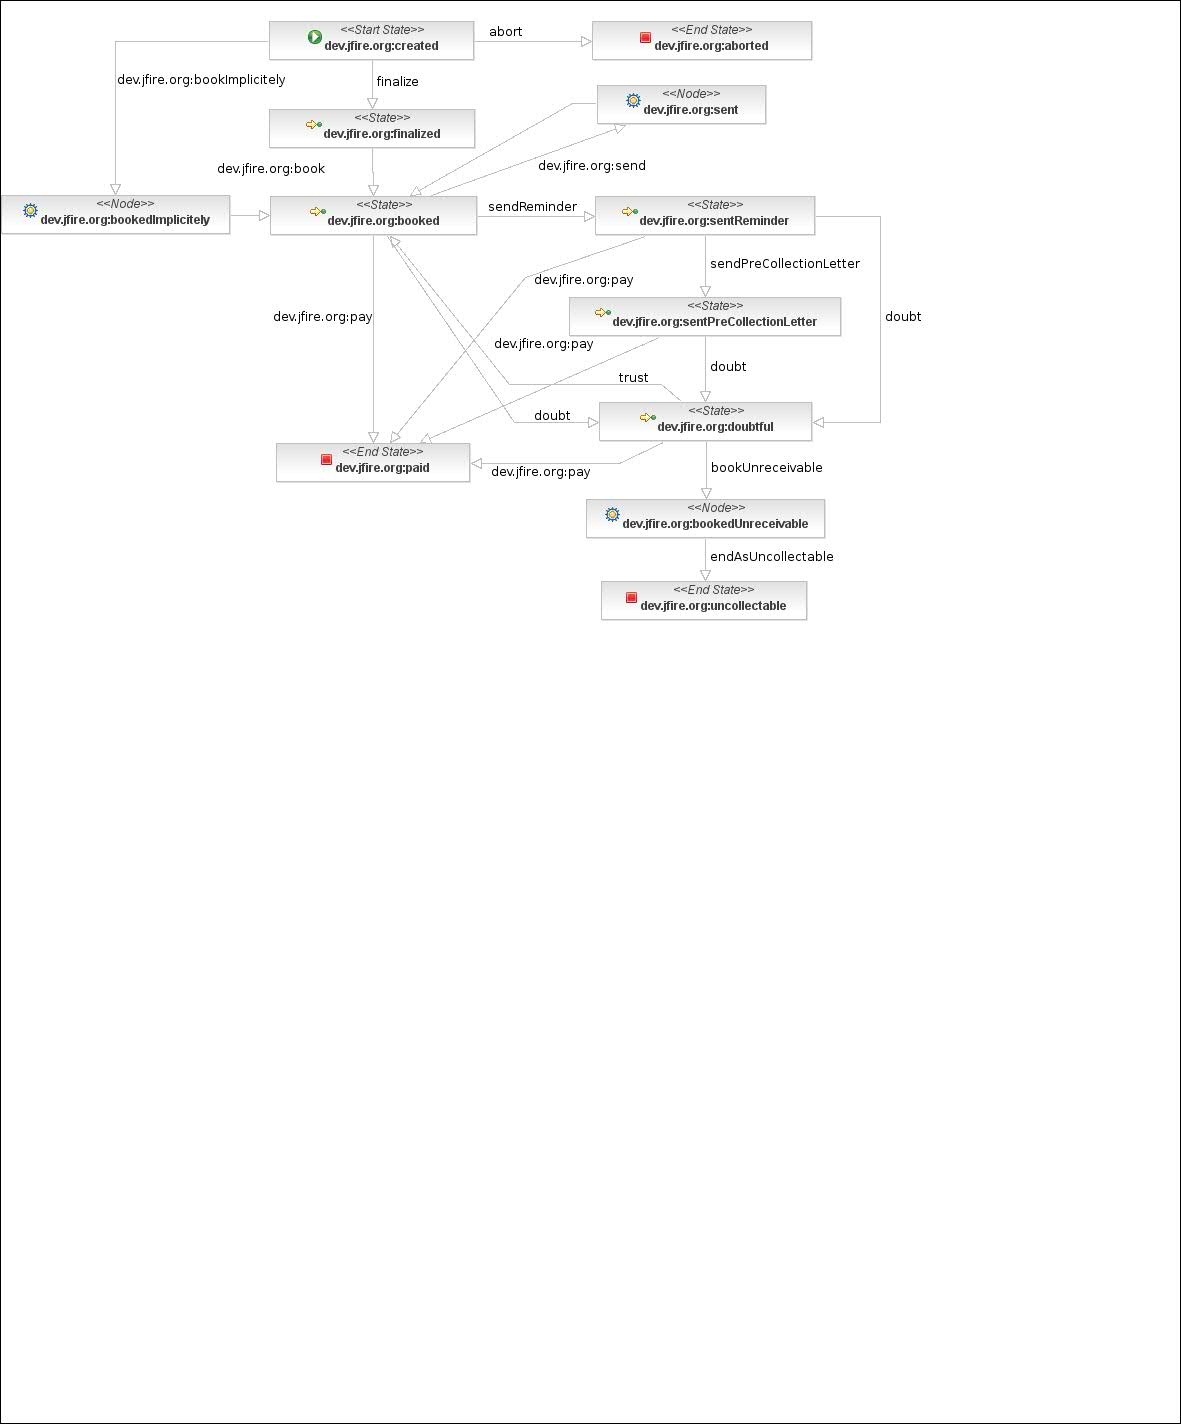 <<Start State>>
dev.jfire.org:created
abort
<<End State>>
dev.jfire.org:aborted
dev.jfire.org:bookImplicitely
finalize
<<Node>>
dev.jfire.org:sent
<<State>>
dev.jfire.org:finalized
dev.jfire.org:book
dev.jfire.org:send
<<Node>>
dev.jfire.org:bookedImplicitely
<<State>>
dev.jfire.org:booked
sendReminder
<<State>>
dev.jfire.org:sentReminder
sendPreCollectionLetter
dev.jfire.org:pay
<<State>>
dev.jfire.org:sentPreCollectionLetter
dev.jfire.org:pay
doubt
dev.jfire.org:pay
doubt
trust
doubt
<<State>>
dev.jfire.org:doubtful
<<End State>>
dev.jfire.org:paid
dev.jfire.org:pay
bookUnreceivable
<<Node>>
dev.jfire.org:bookedUnreceivable
endAsUncollectable
<<End State>>
dev.jfire.org:uncollectable